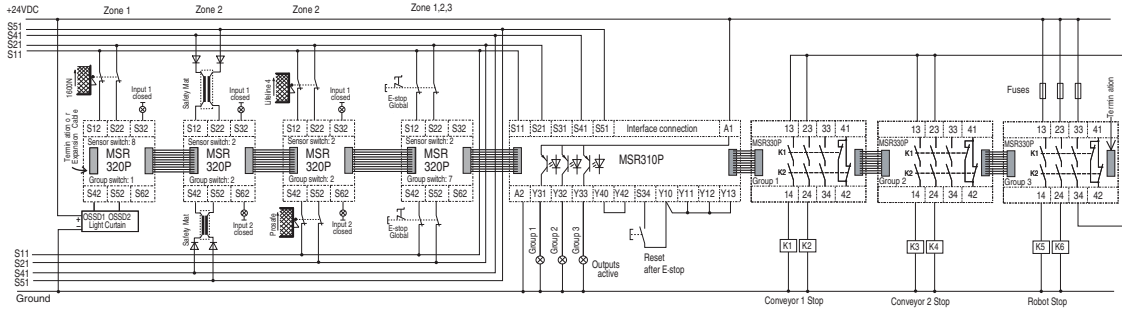 +24VDC
Zone 1
Zone 2
Zone 2
Zone 1,2,3
S51
S41
S21
S11
1600N
Safety Mat
Lifeline 4
Input 1
closed
Input 1
closed
Input 1
closed
E-stop
Global
Fuses
Termination
Termination or
Expansion Cable
S12 S22 S32
Sensor switch: 8
MSR
320P
Group switch: 1
S42 S52 S62
S12 S22 S32
Sensor switch: 2
MSR
320P
Group switch: 2
S42 S52 S62
S12 S22 S32
Sensor switch: 2
MSR
320P
Group switch: 2
S42 S52 S62
S12 S22 S32
Sensor switch: 2
MSR
320P
Group switch: 7
S42 S52 S62
S11 S21 S31 S41 S51 Interface connection A1
MSR310P
A2 Y31 Y32 Y33 Y40 Y42 S34 Y10 Y11 Y12 Y13
13 23 33 41
MSR330P
K1
K2
Group 1
14 24 34 42
13 23 33 41
MSR330P
K1
K2
Group 2
14 24 34 42
13 23 33 41
MSR330P
K1
K2
Group 3
14 24 34 42
+
−
OSSD1 OSSD2
Light Curtain
Safety Mat
Input 2
closed
Prosafe
Input 2
closed
E-stop
Global
Group 1
Group 2
Group 3
Outputs
active
Reset
after E-stop
K1 K2
K3 K4
K5 K6
S11
S21
S41
S51
Ground
Conveyor 1 Stop
Conveyor 2 Stop
Robot Stop